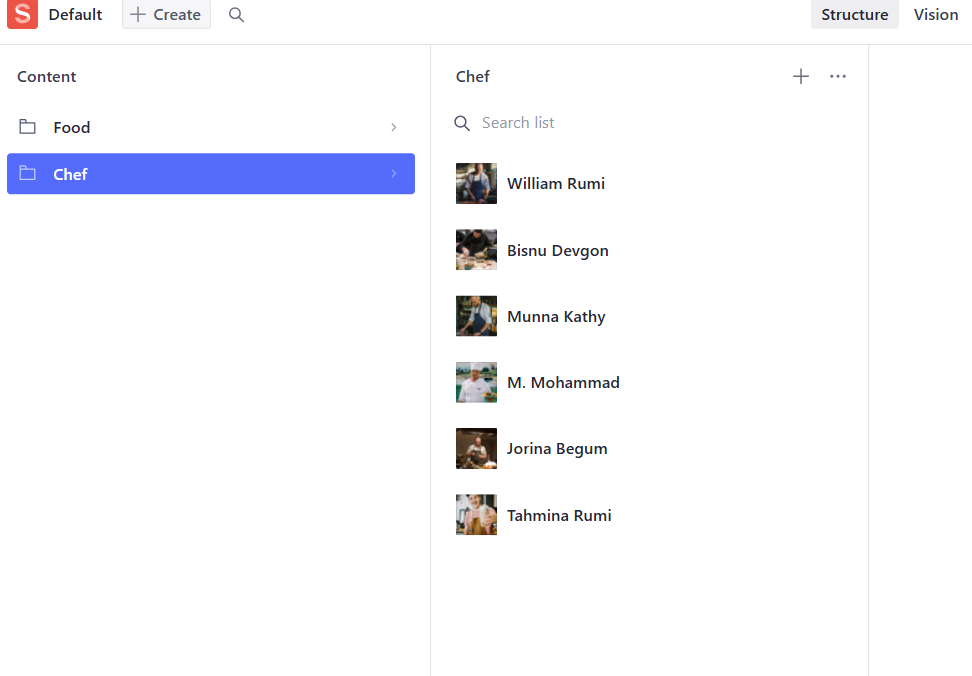 S Default + Create Structure Vision
Content
Food
Chef
Chef
Search list
William Rumi
Bisnu Devgon
Munna Kathy
M. Mohammad
Jorina Begum
Tahmina Rumi